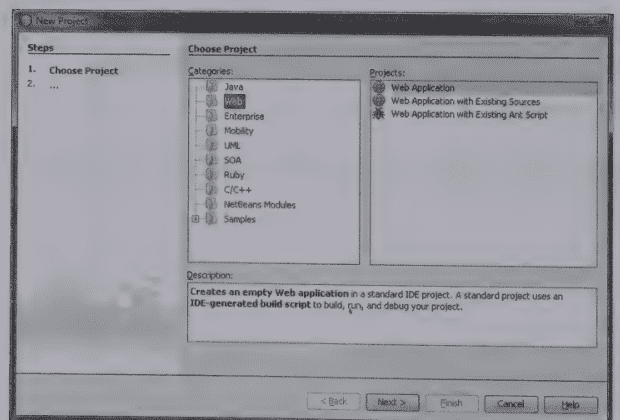 New Project
Steps
1. Choose Project
2. ...
Choose Project
Categories:
Java
Web
Enterprise
Mobility
UML
SOA
Ruby
C/C++
NetBeans Modules
Samples
Projects:
Web Application
Web Application with Existing Sources
Web Application with Existing Ant Script
Description:
Creates an empty Web application in a standard IDE project. A standard project uses an
IDE-generated build script to build, run, and debug your project.
< Back
Next >
Finish
Cancel
Help